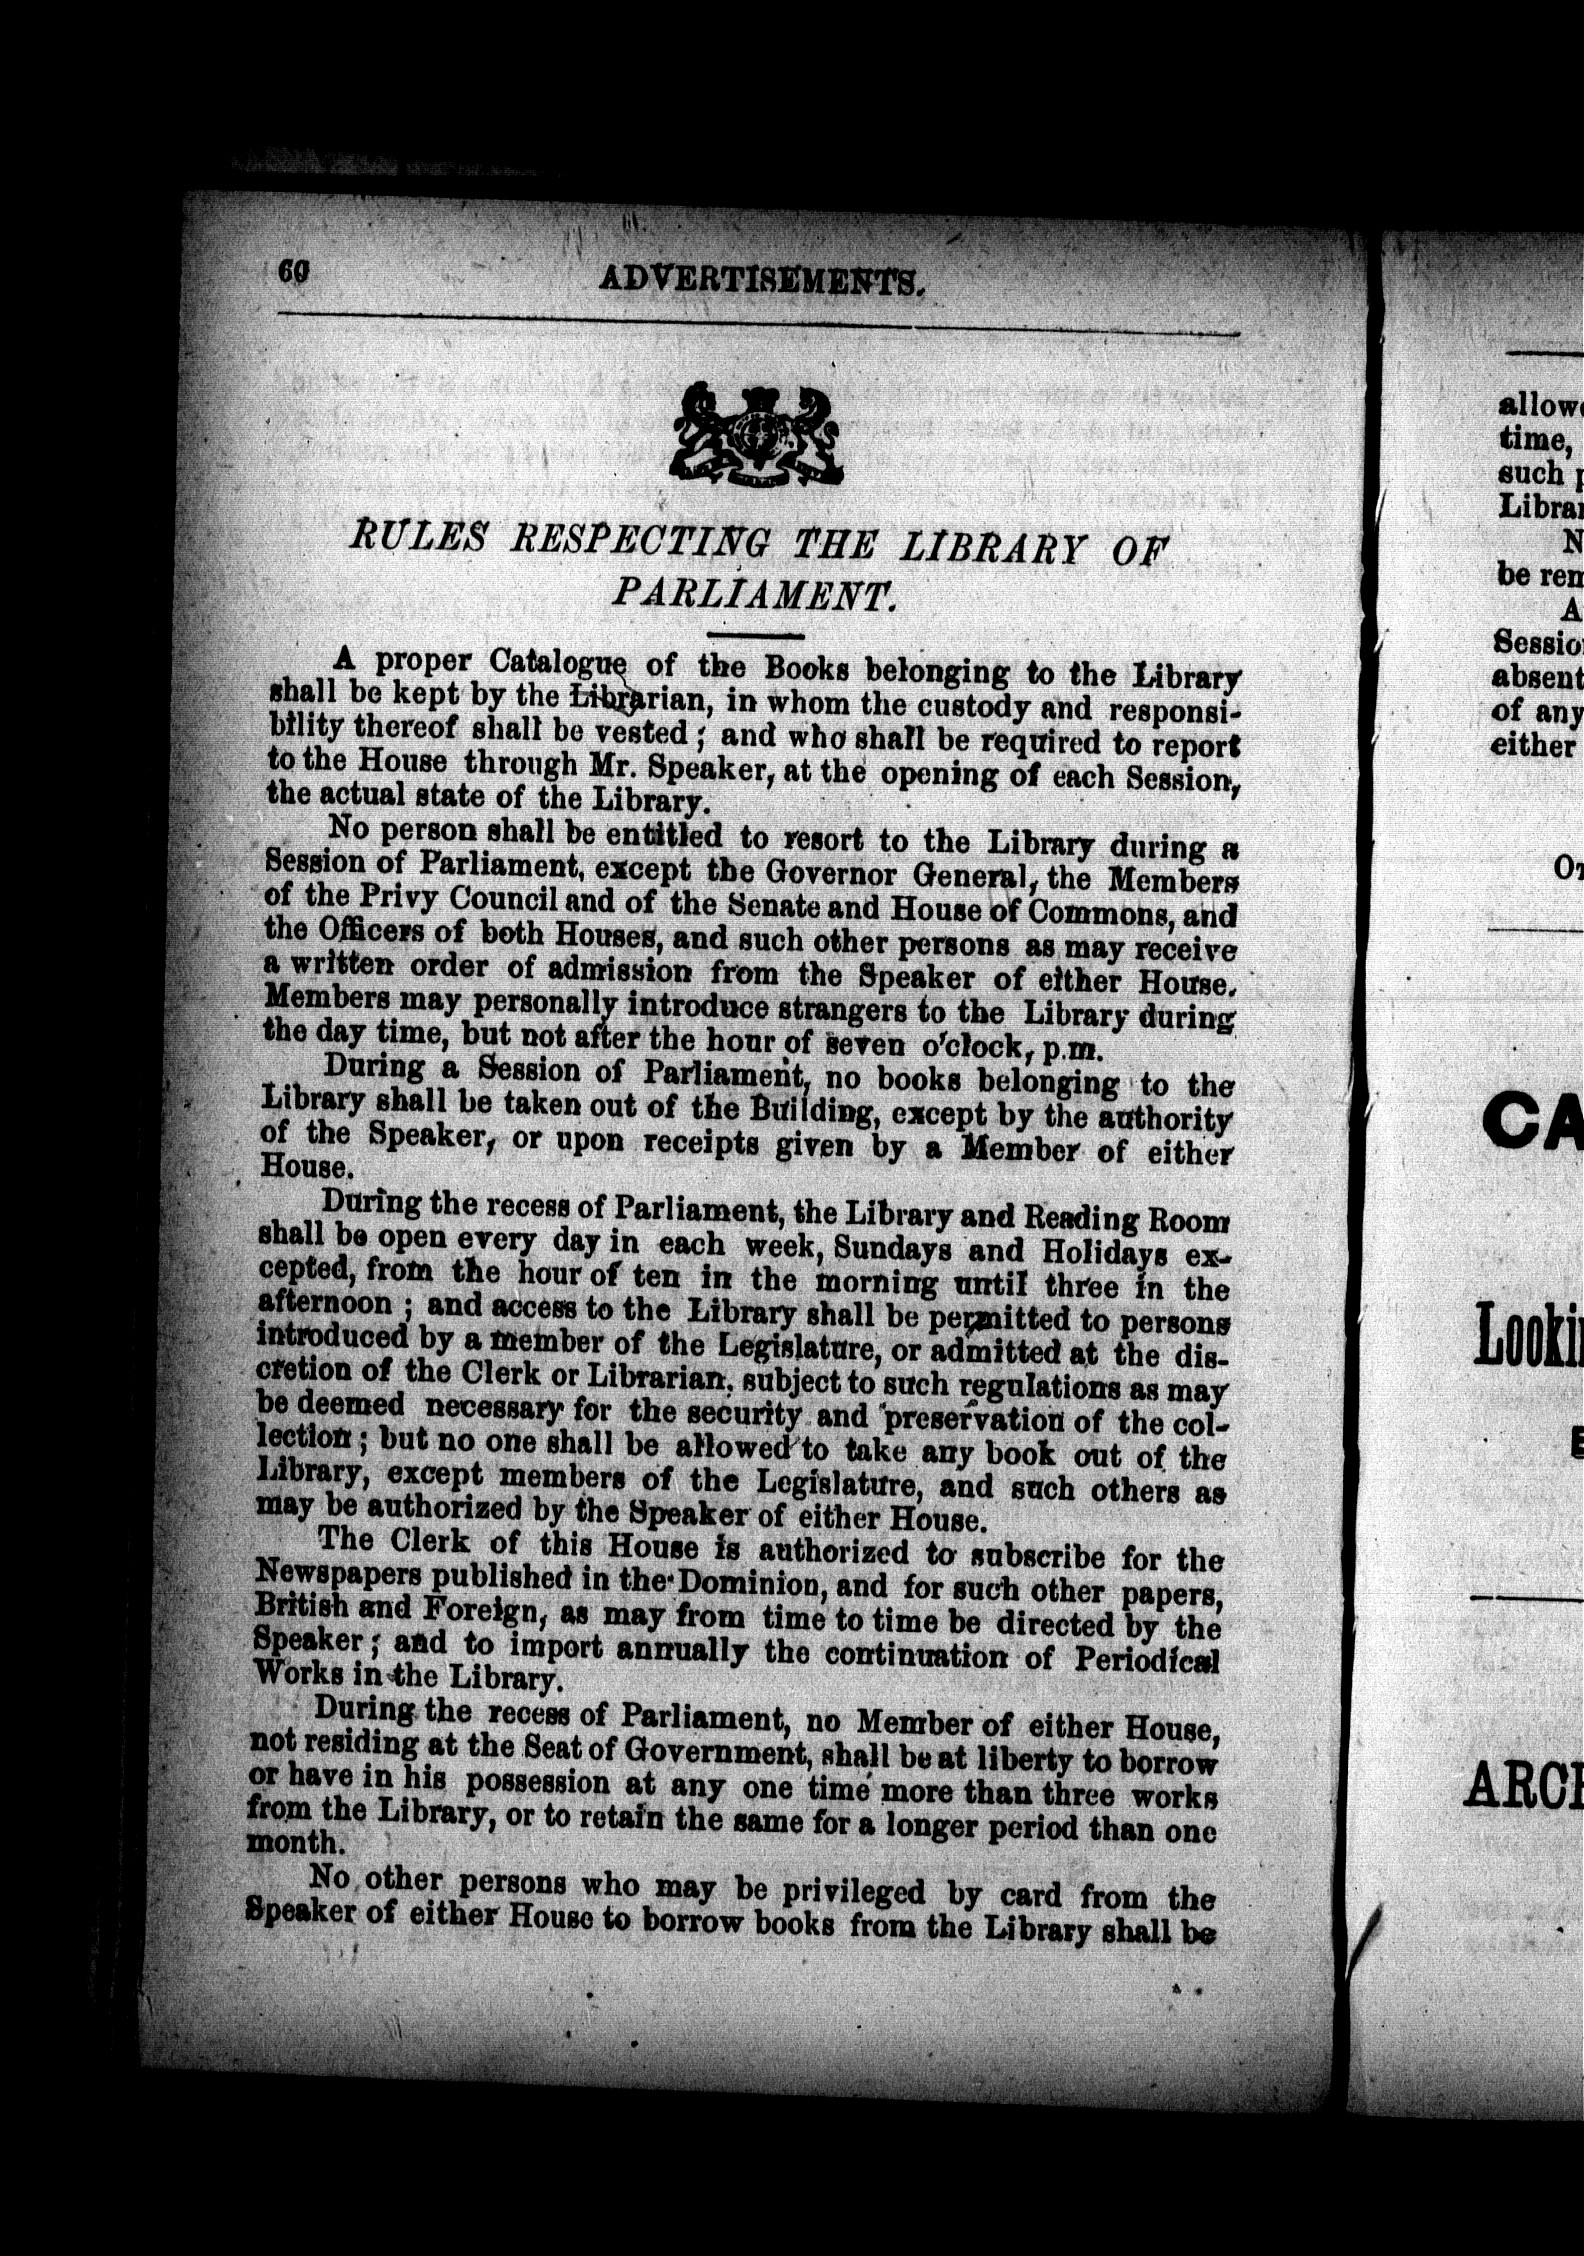 60
ADVERTISEMENTS.
RULES RESPECTING THE LIBRARY OF
PARLIAMENT.
A proper Catalogue of the Books belonging to the Library
shall be kept by the Librarian, in whom the custody and responsi-
bility thereof shall be vested ; and who shall be required to report
to the House through Mr. Speaker, at the opening of each Session,
the actual state of the Library.
No person shall be entitled to resort to the Library during a
Session of Parliament, except the Governor General, the Members
of the Privy Council and of the Senate and House of Commons, and
the Officers of both Houses, and such other persons as may receive
a written order of admission from the Speaker of either House.
Members may personally introduce strangers to the Library during
the day time, but not after the hour of seven o'clock, p.m.
During a Session of Parliament, no books belonging to the
Library shall be taken out of the Building, except by the authority
of the Speaker, or upon receipts given by a Member of either
House.
During the recess of Parliament, the Library and Reading Room
shall be open every day in each week, Sundays and Holidays ex-
cepted, from the hour of ten in the morning until three in the
afternoon ; and access to the Library shall be permitted to persons
introduced by a member of the Legislature, or admitted at the dis-
cretion of the Clerk or Librarian, subject to such regulations as may
be deemed necessary for the security and preservation of the col-
lection ; but no one shall be allowed to take any book out of the
Library, except members of the Legislature, and such others as
may be authorized by the Speaker of either House.
The Clerk of this House is authorized to subscribe for the
Newspapers published in the Dominion, and for such other papers,
British and Foreign, as may from time to time be directed by the
Speaker ; and to import annually the continuation of Periodical
Works in the Library.
During the recess of Parliament, no Member of either House,
not residing at the Seat of Government, shall be at liberty to borrow
or have in his possession at any one time more than three works
from the Library, or to retain the same for a longer period than one
month.
No other persons who may be privileged by card from the
Speaker of either House to borrow books from the Library shall be
allow
time,
such
Libra
N
be rem
A
Sessio
absent
of any
either
CA
Looki
ARC